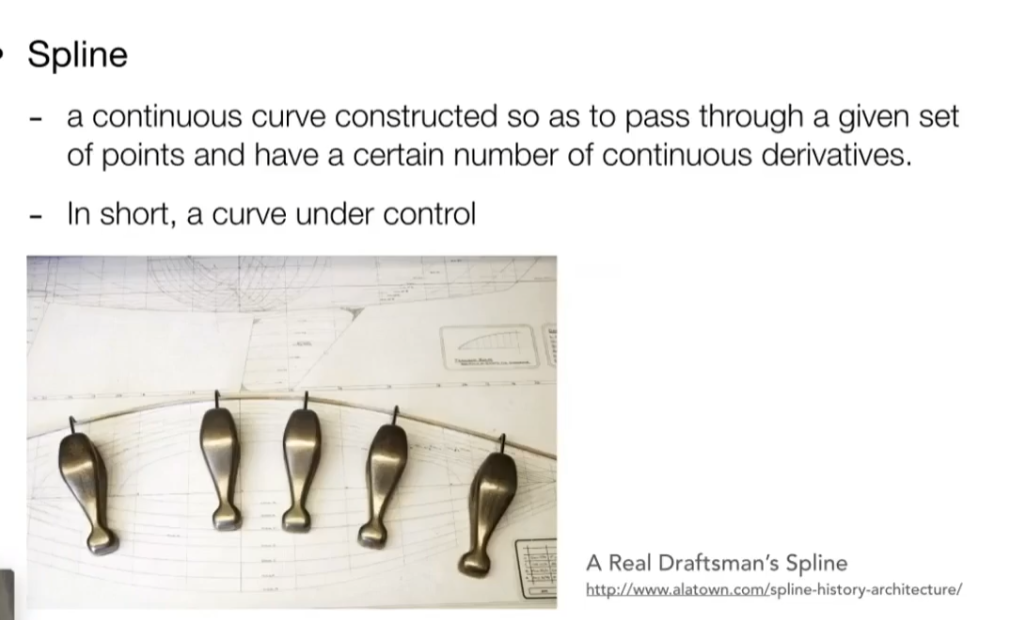 • Spline
- a continuous curve constructed so as to pass through a given set
of points and have a certain number of continuous derivatives.
- In short, a curve under control
A Real Draftsman's Spline
http://www.alatown.com/spline-history-architecture/